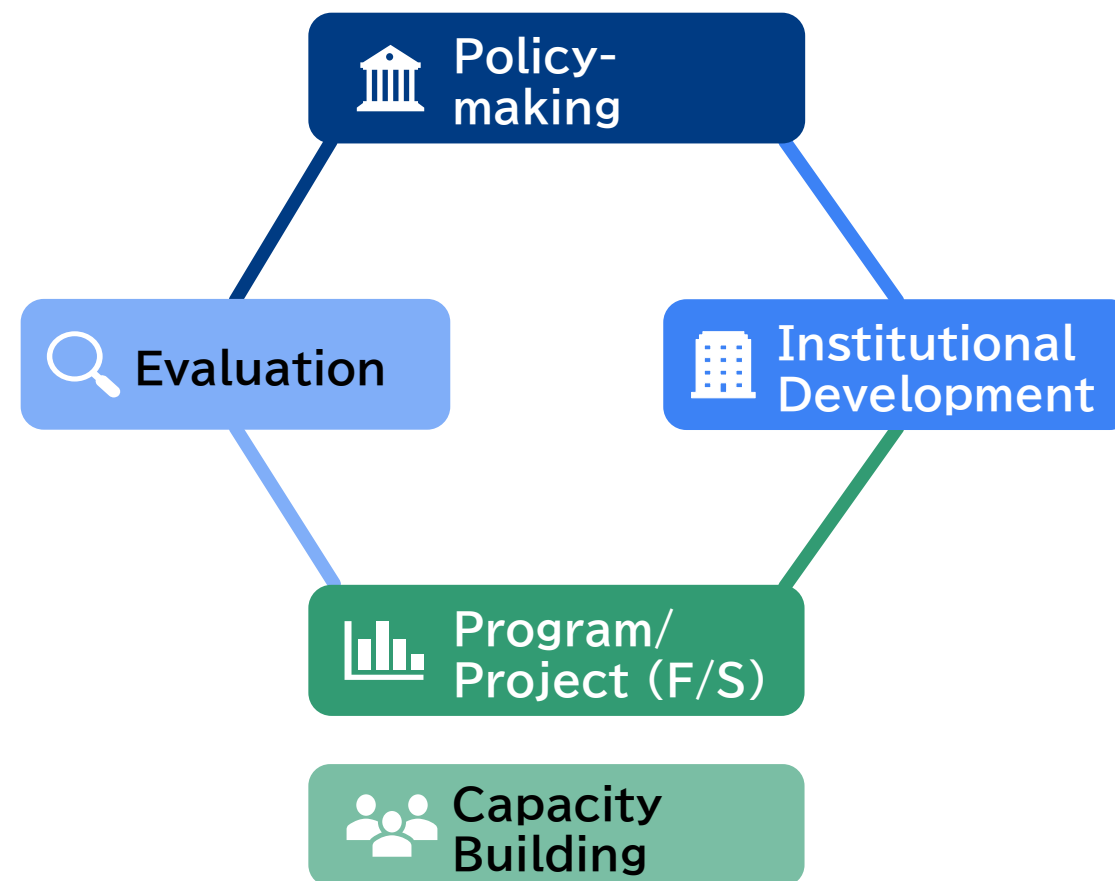 Policy-
making
Evaluation
Institutional
Development
Program/
Project (F/S)
Capacity
Building